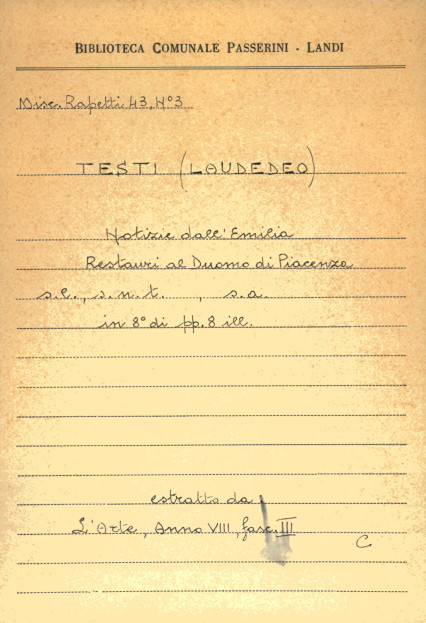 BIBLIOTECA COMUNALE PASSERINI - LANDI
Misc. Rapetti 43, N°3
TESTI (LAUDEDEO)
Notizie dall'Emilia
Restauri al Duomo di Piacenza
s.l., s.n.t. , s.a.
in 8° di pp. 8 ill.
estratto da
L'Arte, Anno VIII, fasc. III
C